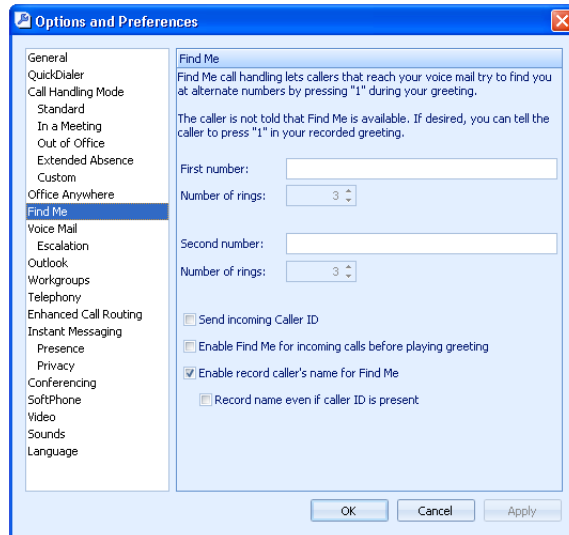 Options and Preferences
General
QuickDialer
Call Handling Mode
Standard
In a Meeting
Out of Office
Extended Absence
Custom
Office Anywhere
Find Me
Voice Mail
Escalation
Outlook
Workgroups
Telephony
Enhanced Call Routing
Instant Messaging
Presence
Privacy
Conferencing
SoftPhone
Video
Sounds
Language
Find Me
Find Me call handling lets callers that reach your voice mail try to find you
at alternate numbers by pressing "1" during your greeting.
The caller is not told that Find Me is available. If desired, you can tell the
caller to press "1" in your recorded greeting.
First number:
Number of rings: 3
Second number:
Number of rings: 3
Send incoming Caller ID
Enable Find Me for incoming calls before playing greeting
Enable record caller's name for Find Me
Record name even if caller ID is present
OK Cancel Apply